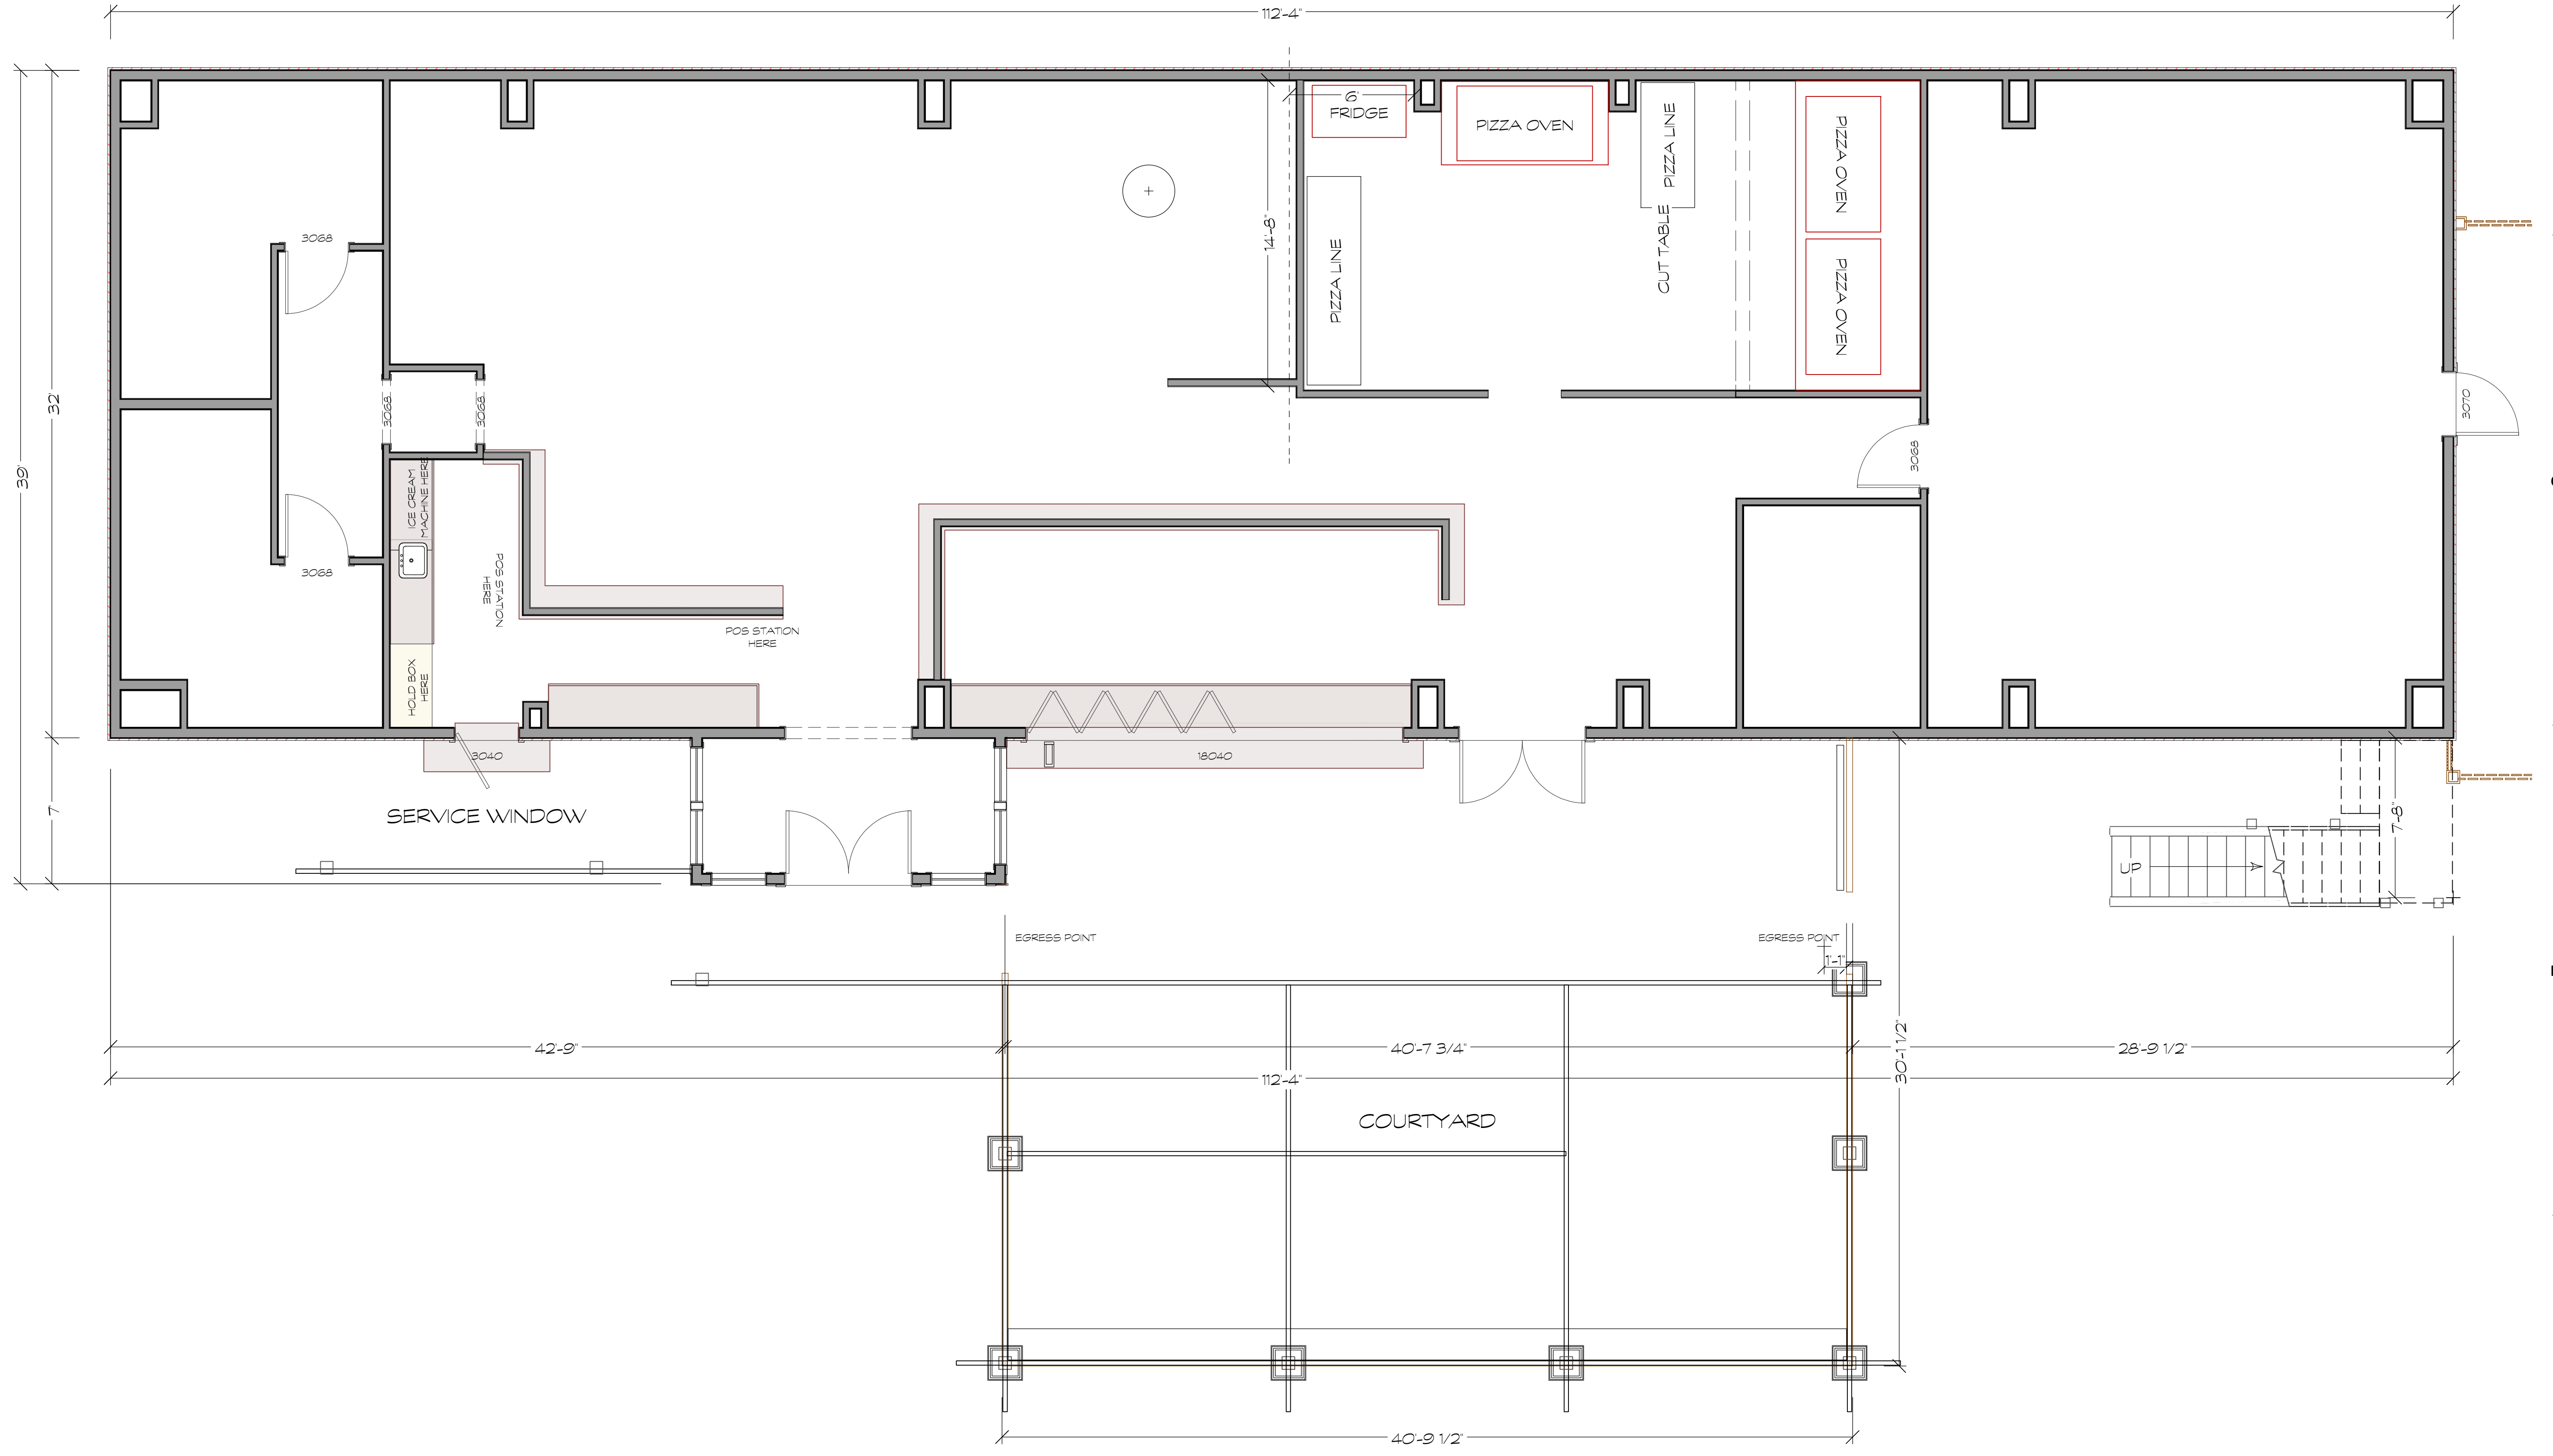 112'-4"
6'
FRIDGE
PIZZA OVEN
PIZZA LINE
PIZZA OVEN
14'-8"
CUT TABLE
3068
PIZZA LINE
PIZZA OVEN
32'
39'
3068
3068
3070
3068
ICE CREAM
MACHINE HERE
POS STATION
HERE
3068
POS STATION
HERE
HOLD BOX
HERE
3040
18040
7'
SERVICE WINDOW
7'-8"
UP
EGRESS POINT
EGRESS POINT
1'-1"
42'-9"
40'-7 3/4"
30'-1 1/2"
28'-9 1/2"
112'-4"
COURTYARD
40'-9 1/2"